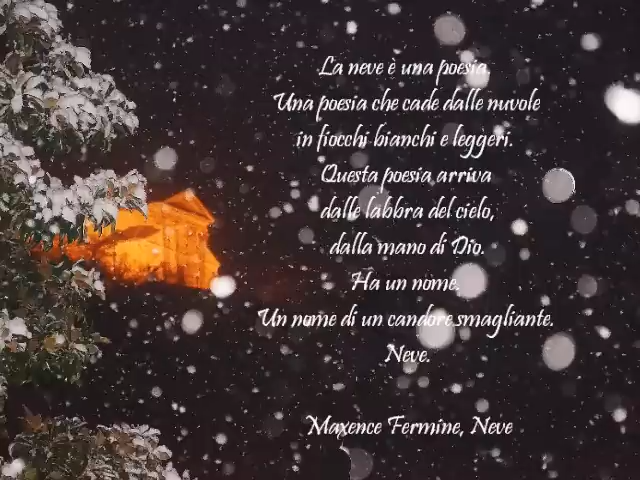 La neve è una poesia.
Una poesia che cade dalle nuvole
in fiocchi bianchi e leggeri.
Questa poesia arriva
dalle labbra del cielo,
dalla mano di Dio.
Ha un nome.
Un nome di un candore smagliante.
Neve.
Maxence Fermine, Neve